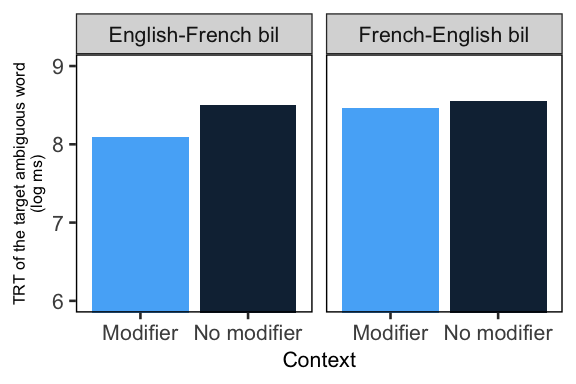 English-French bil
French-English bil
TRT of the target ambiguous word
(log ms)
9
8
7
6
Modifier
No modifier
Modifier
No modifier
Context